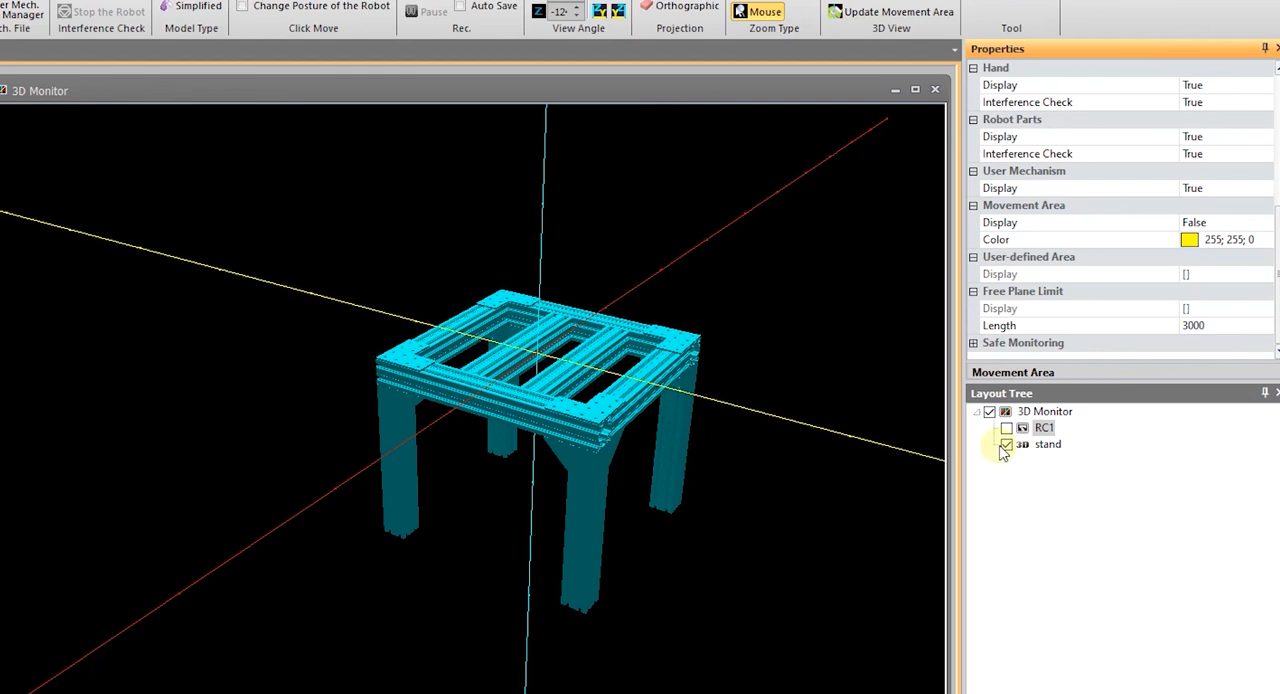 er Mech.
Manager
ch. File
Stop the Robot
Interference Check
Simplified
Model Type
Change Posture of the Robot
Click Move
Pause
Auto Save
Rec.
Z
-12
View Angle
Orthographic
Projection
Mouse
Zoom Type
Update Movement Area
3D View
Tool
3D Monitor
Properties
Hand
Display True
Interference Check True
Robot Parts
Display True
Interference Check True
User Mechanism
Display True
Movement Area
Display False
Color 255; 255; 0
User-defined Area
Display []
Free Plane Limit
Display []
Length 3000
Safe Monitoring
Movement Area
Layout Tree
3D Monitor
RC1
3D stand